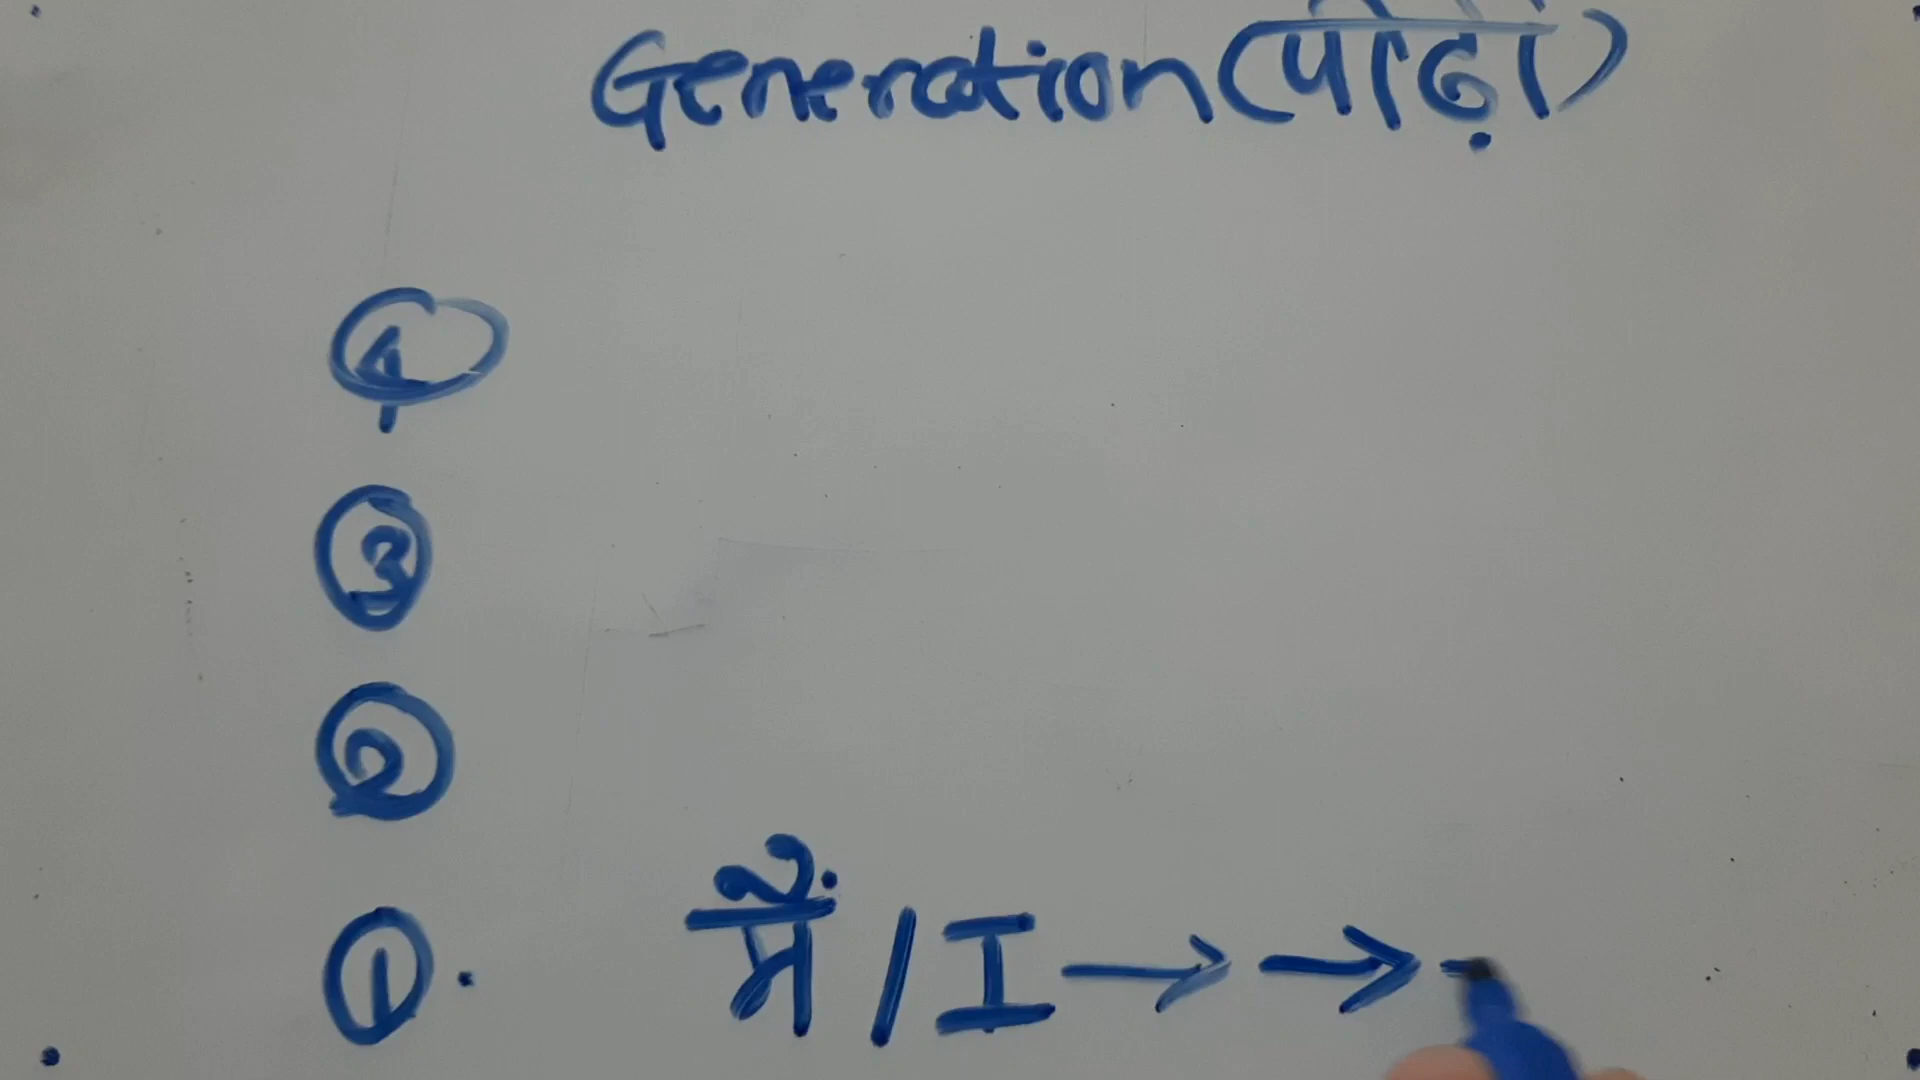 Generation (पीढ़ी)
4
3
2
1. मैं / I → →